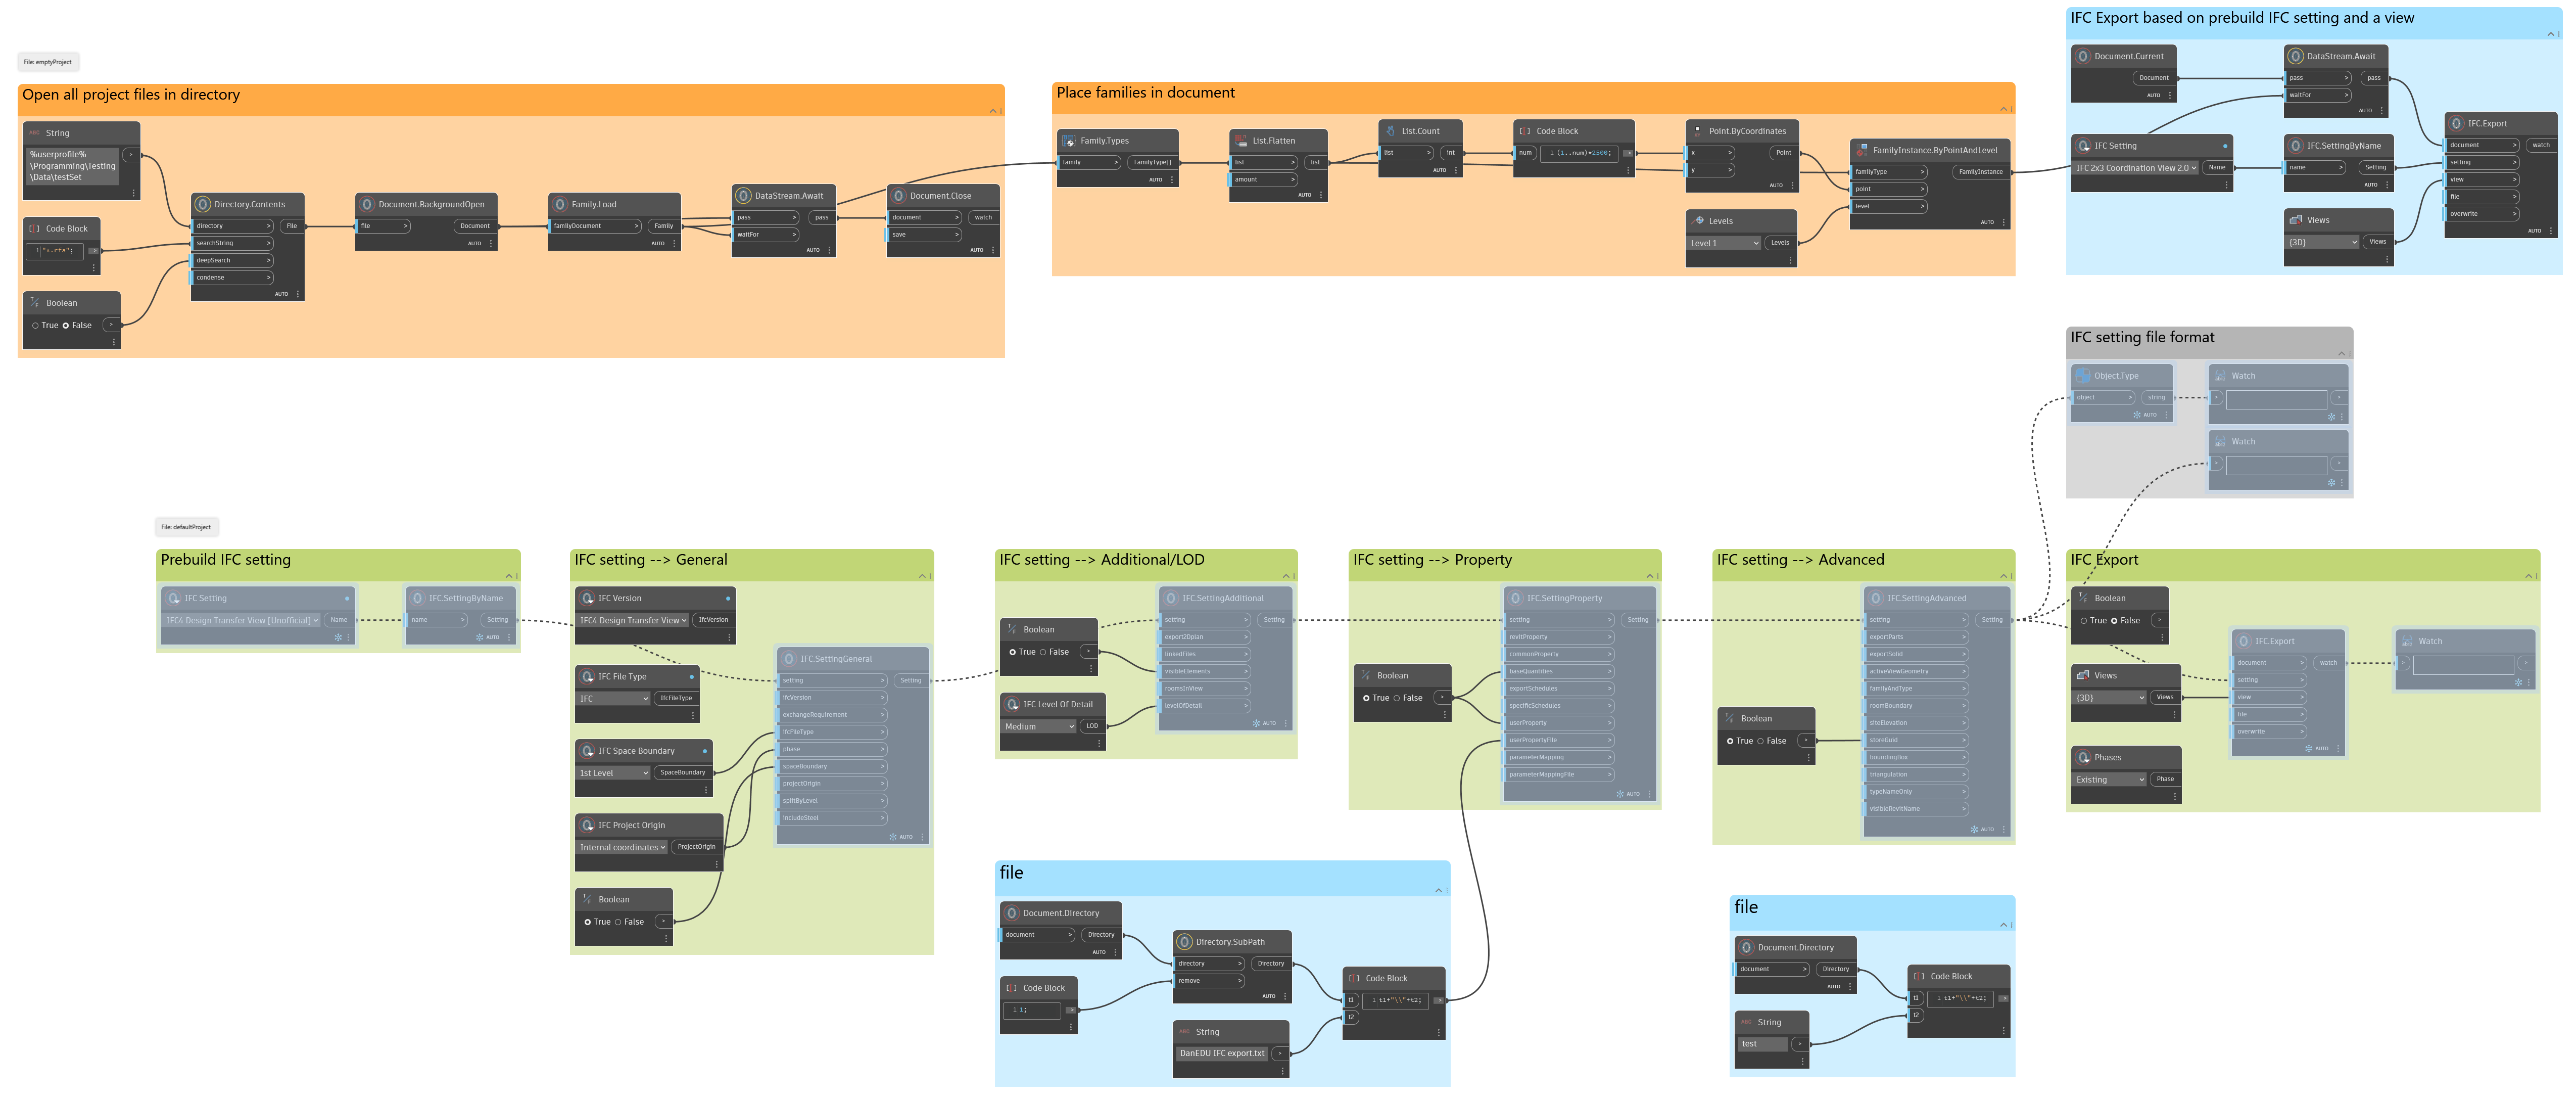 File: emptyProject
Open all project files in directory
String
%userprofile%
\Programming\Testing
\Data\testSet
>
Code Block
1 "*.rfa";
>
Boolean
True False
>
Directory.Contents
directory > File
searchString >
deepSearch >
condense >
AUTO
Document.BackgroundOpen
file > Document
AUTO
Family.Load
familyDocument > Family
AUTO
DataStream.Await
pass > pass
waitFor >
AUTO
Document.Close
document > watch
save >
AUTO
Place families in document
Family.Types
family > FamilyType[]
AUTO
List.Flatten
list > list
amount >
AUTO
List.Count
list > int
AUTO
Code Block
num 1 (1..num)*2500; >
Point.ByCoordinates
x > Point
y >
AUTO
Levels
Level 1 Levels
FamilyInstance.ByPointAndLevel
familyType > FamilyInstance
point >
level >
AUTO
IFC Export based on prebuild IFC setting and a view
Document.Current
Document
AUTO
DataStream.Await
pass > pass
waitFor >
AUTO
IFC Setting
IFC 2x3 Coordination View 2.0 Name
IFC.SettingByName
name > Setting
AUTO
Views
{3D} Views
IFC.Export
document > watch
setting >
view >
file >
overwrite >
AUTO
IFC setting file format
Object.Type
object > string
AUTO
Watch
> >
Watch
> >
File: defaultProject
Prebuild IFC setting
IFC Setting
IFC4 Design Transfer View [Unofficial] Name
IFC.SettingByName
name > Setting
AUTO
IFC setting --> General
IFC Version
IFC4 Design Transfer View IfcVersion
IFC File Type
IFC IfcFileType
IFC Space Boundary
1st Level SpaceBoundary
IFC Project Origin
Internal coordinates ProjectOrigin
Boolean
True False >
IFC.SettingGeneral
setting > Setting
ifcVersion >
exchangeRequirement >
ifcFileType >
phase >
spaceBoundary >
projectOrigin >
splitByLevel >
includeSteel >
AUTO
IFC setting --> Additional/LOD
Boolean
True False >
IFC Level Of Detail
Medium LOD
IFC.SettingAdditional
setting > Setting
export2Dplan >
linkedFiles >
visibleElements >
roomsInView >
levelOfDetail >
AUTO
IFC setting --> Property
Boolean
True False >
IFC.SettingProperty
setting > Setting
revitProperty >
commonProperty >
baseQuantities >
exportSchedules >
specificSchedules >
userProperty >
userPropertyFile >
parameterMapping >
parameterMappingFile >
AUTO
IFC setting --> Advanced
Boolean
True False >
IFC.SettingAdvanced
setting > Setting
exportParts >
exportSolid >
activeViewGeometry >
familyAndType >
roomBoundary >
siteElevation >
storeGuid >
boundingBox >
triangulation >
typeNameOnly >
visibleRevitName >
AUTO
IFC Export
Boolean
True False >
Views
{3D} Views
Phases
Existing Phase
IFC.Export
document > watch
setting >
view >
file >
overwrite >
AUTO
Watch
> >
file
Document.Directory
document > Directory
AUTO
Code Block
1 1; >
Directory.SubPath
directory > Directory
remove >
AUTO
String
DanEDU IFC export.txt >
Code Block
t1 1 t1+"\\"+t2; >
t2
file
Document.Directory
document > Directory
AUTO
String
test >
Code Block
t1 1 t1+"\\"+t2; >
t2